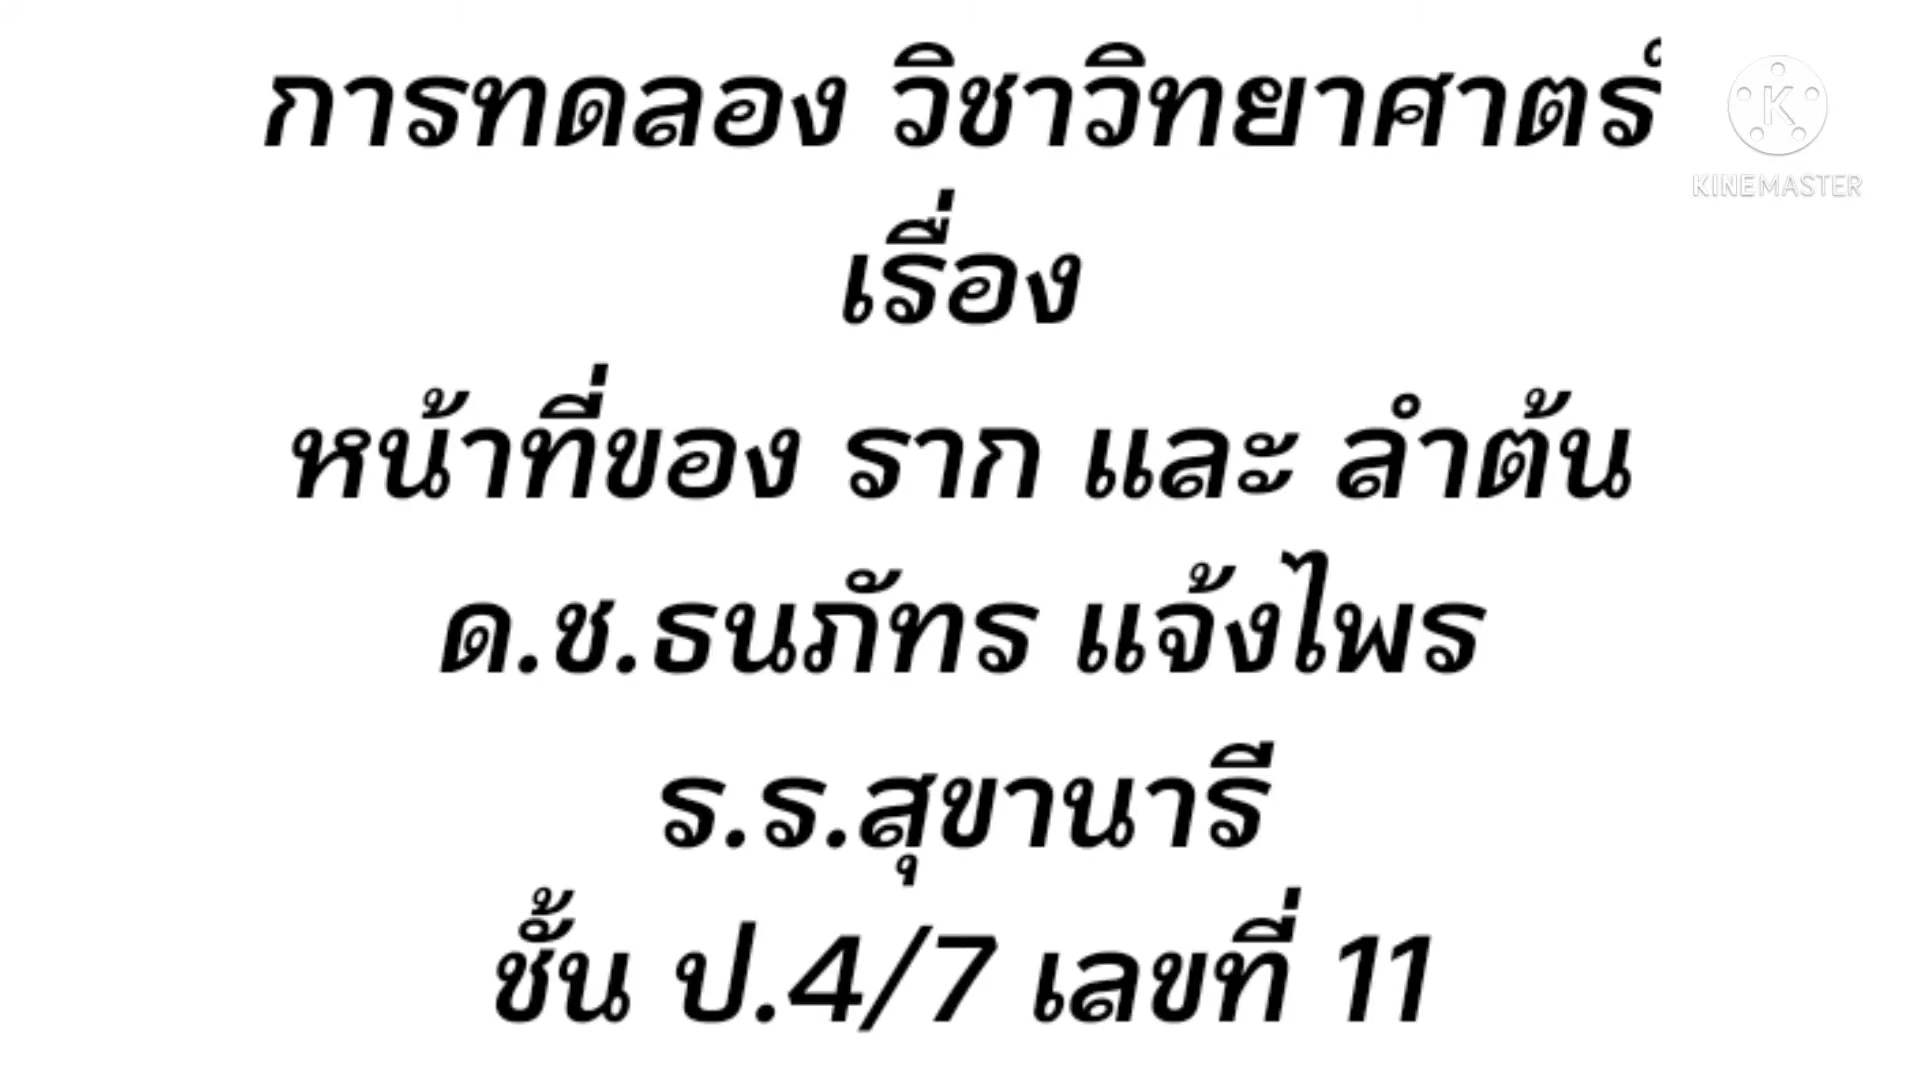 การทดลอง วิชาวิทยาศาตร์
เรื่อง
หน้าที่ของ ราก และ ลำต้น
ด.ช.ธนภัทร แจ้งไพร
ร.ร.สุขานารี
ชั้น ป.4/7 เลขที่ 11
K
KINEMASTER